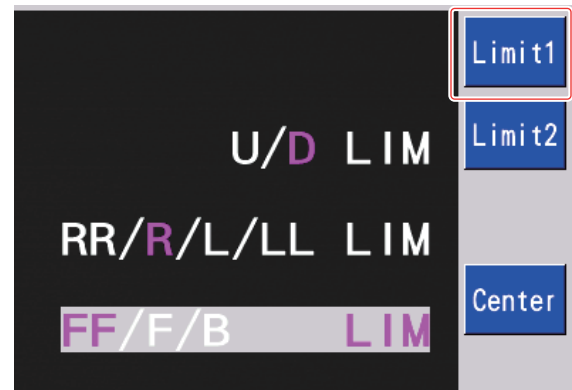 Limit1
U/D LIM
Limit2
RR/R/L/LL LIM
Center
FF/F/B LIM